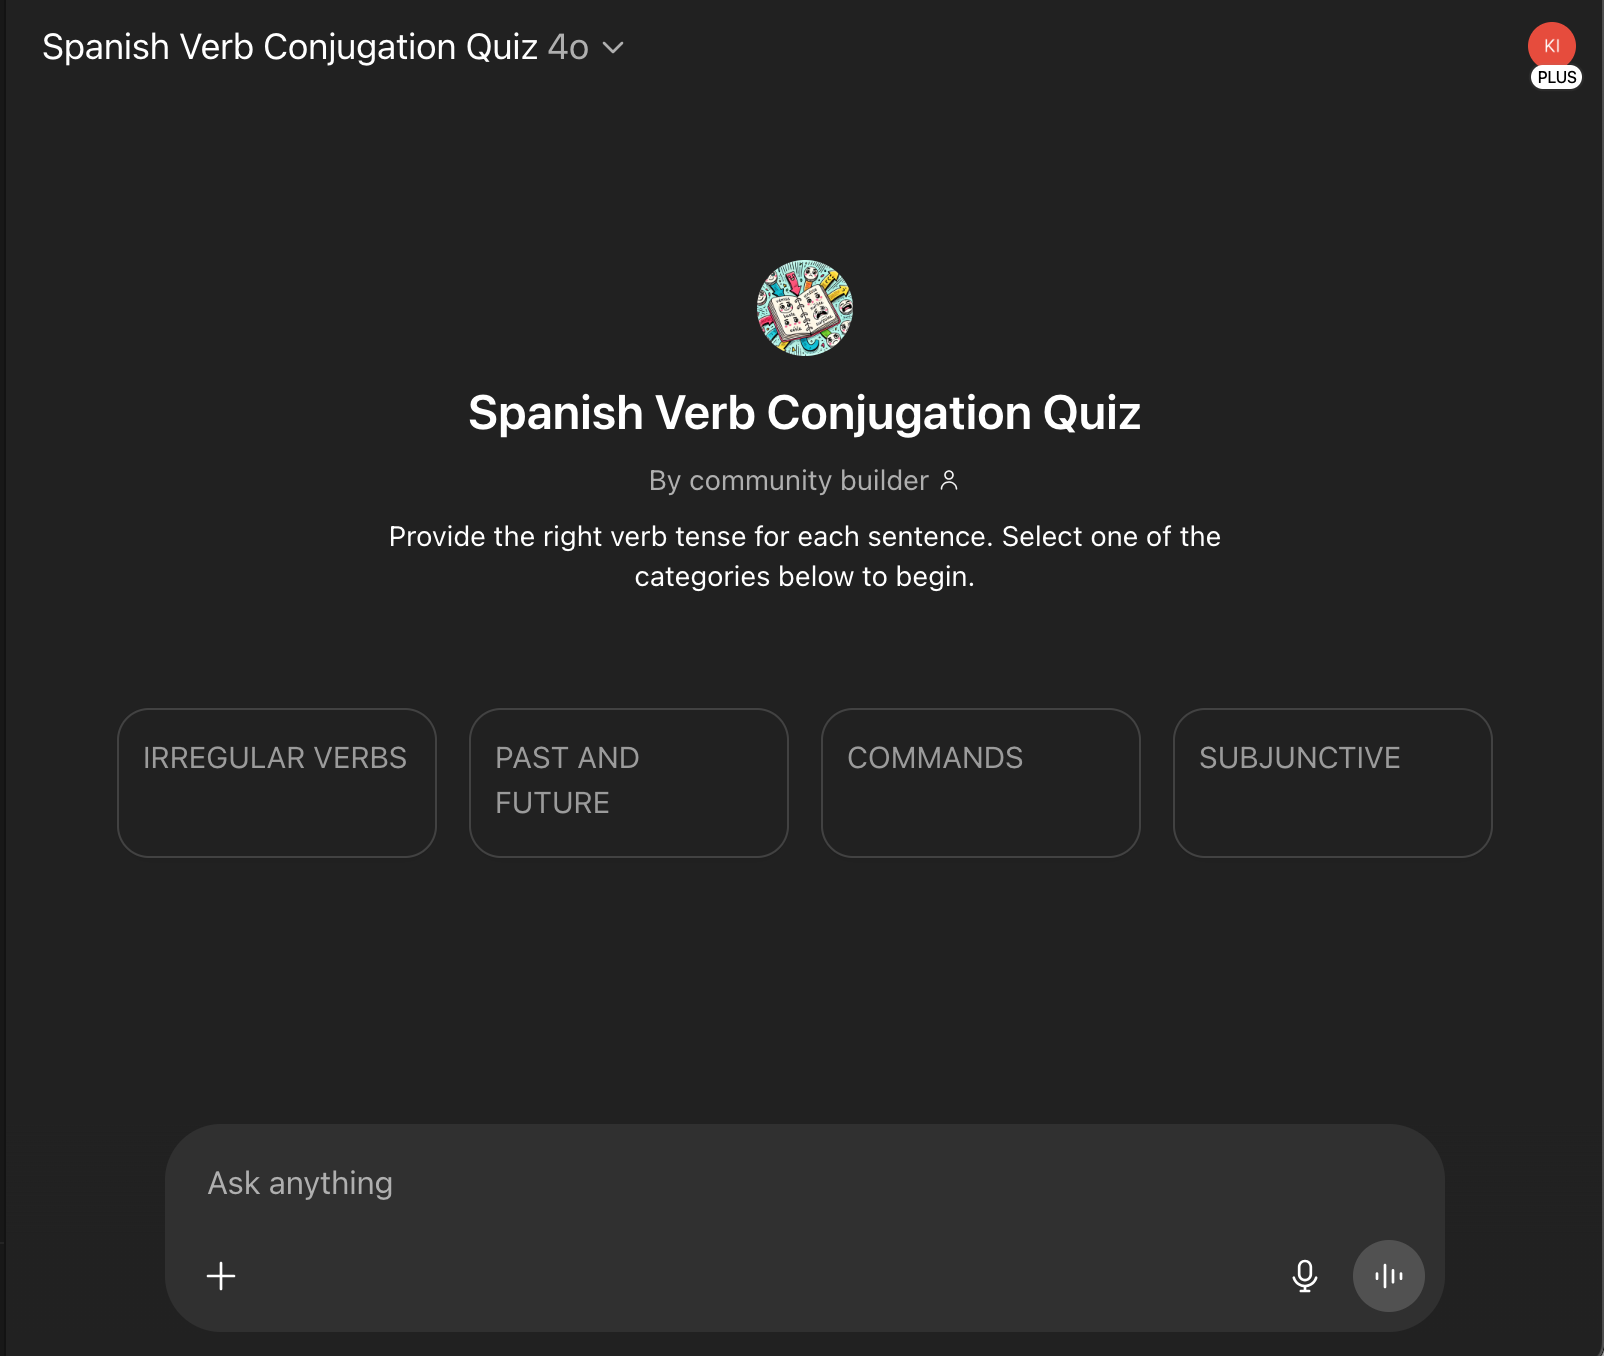 Spanish Verb Conjugation Quiz 4o
KI
PLUS
Spanish Verb Conjugation Quiz
By community builder
Provide the right verb tense for each sentence. Select one of the
categories below to begin.
IRREGULAR VERBS
PAST AND
FUTURE
COMMANDS
SUBJUNCTIVE
Ask anything